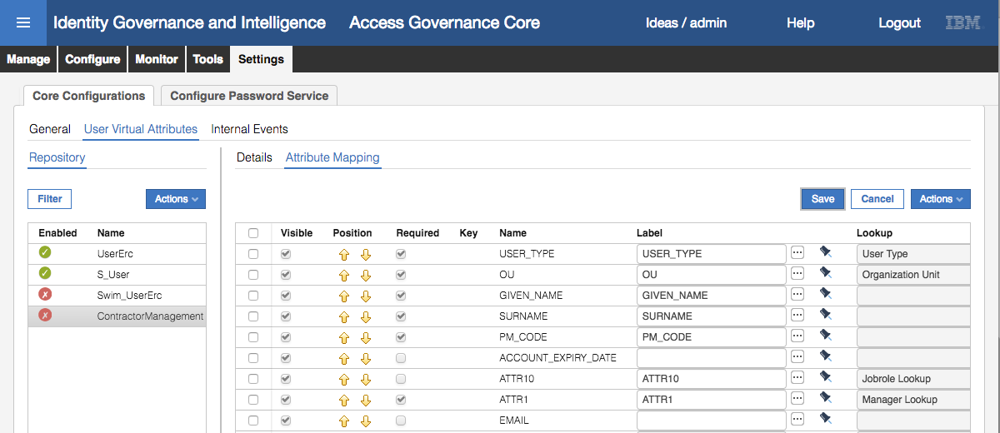 Identity Governance and Intelligence Access Governance Core Ideas / admin Help Logout IBM
Manage Configure Monitor Tools Settings
Core Configurations Configure Password Service
General User Virtual Attributes Internal Events
Repository Details Attribute Mapping
Filter Actions Save Cancel Actions
Enabled Name Visible Position Required Key Name Label Lookup
UserErc USER_TYPE USER_TYPE ... User Type
S_User OU OU ... Organization Unit
Swim_UserErc GIVEN_NAME GIVEN_NAME ...
ContractorManagement SURNAME SURNAME ...
PM_CODE PM_CODE ...
ACCOUNT_EXPIRY_DATE ...
ATTR10 ATTR10 ... Jobrole Lookup
ATTR1 ATTR1 ... Manager Lookup
EMAIL ...